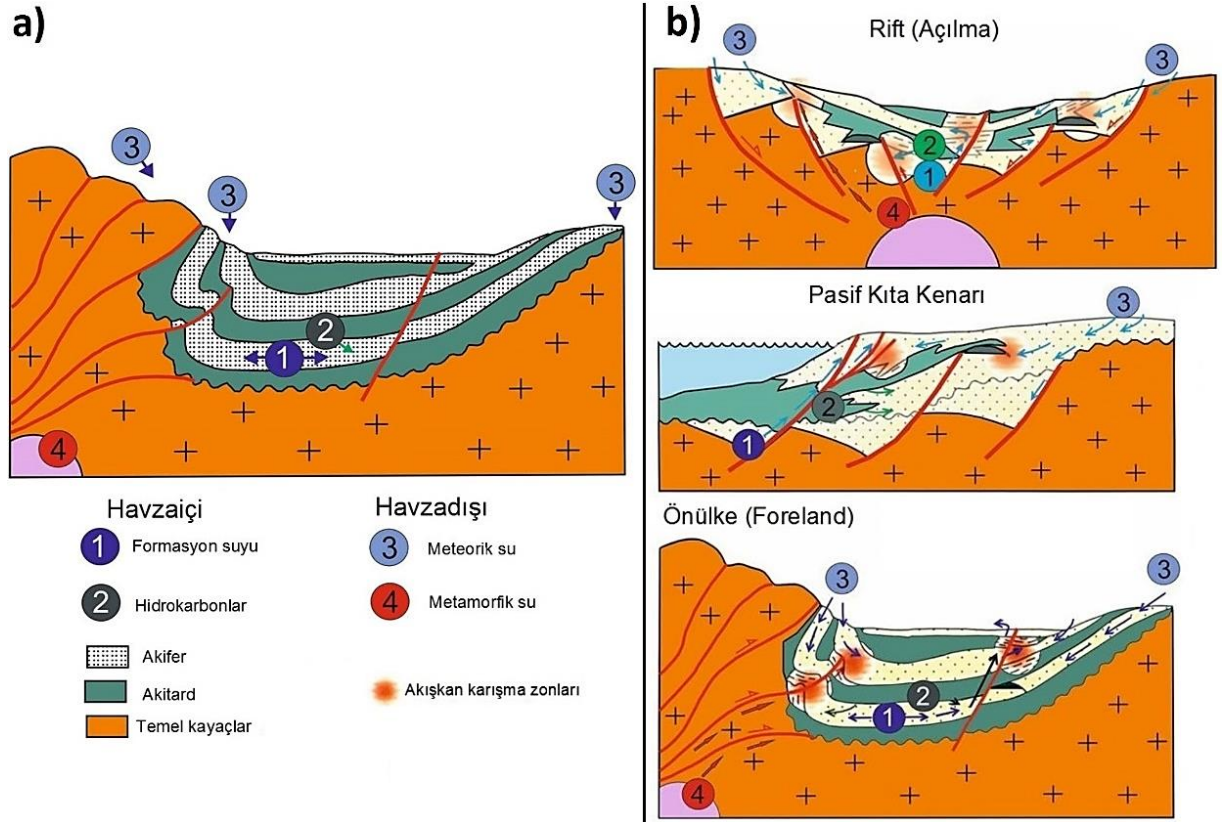 a)
3
3
3
2
1
4
Havzaiçi
Havzadışı
1 Formasyon suyu
3 Meteorik su
2 Hidrokarbonlar
4 Metamorfik su
Akifer
Akitard
Akışkan karışma zonları
Temel kayaçlar
b)
Rift (Açılma)
3
3
2
1
4
Pasif Kıta Kenarı
3
2
1
Önülke (Foreland)
3
3
2
1
4